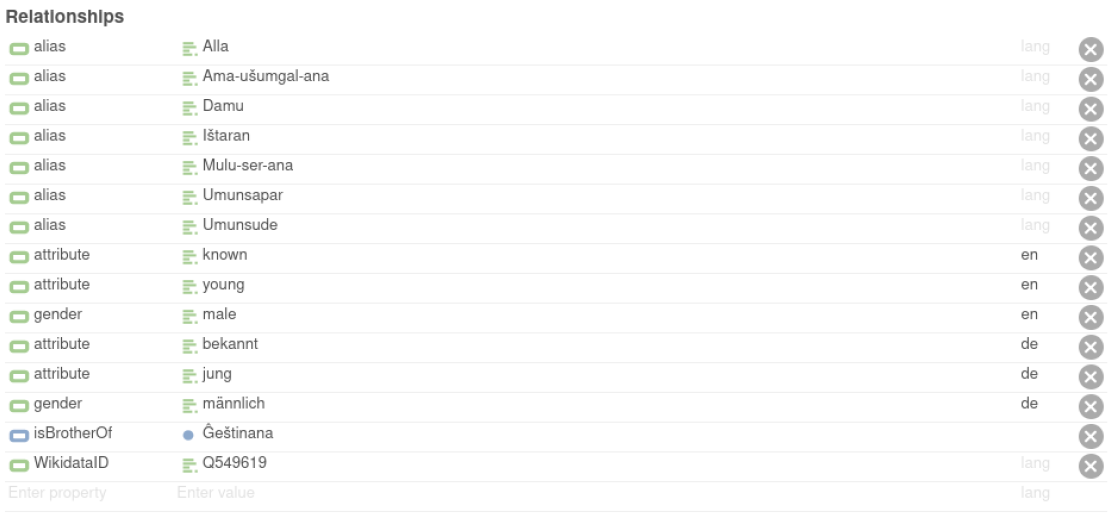 Relationships
alias Alla lang
alias Ama-ušumgal-ana lang
alias Damu lang
alias Ištaran lang
alias Mulu-ser-ana lang
alias Umunsapar lang
alias Umunsude lang
attribute known en
attribute young en
gender male en
attribute bekannt de
attribute jung de
gender männlich de
isBrotherOf Ĝeštinana
WikidataID Q549619 lang
Enter property Enter value lang